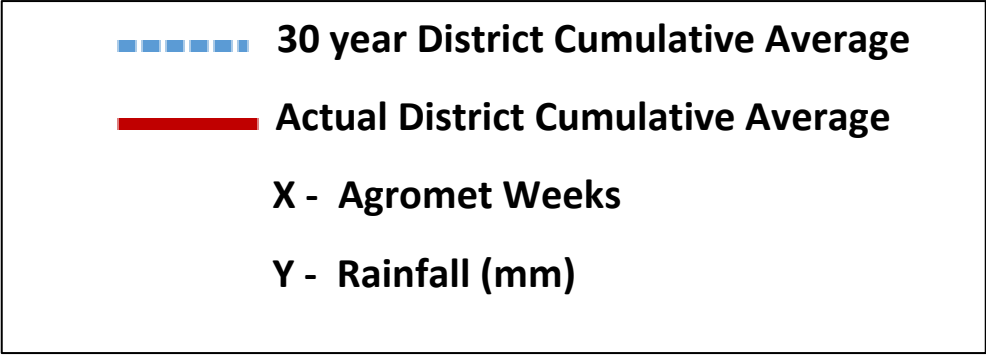 30 year District Cumulative Average
Actual District Cumulative Average
X - Agromet Weeks
Y - Rainfall (mm)